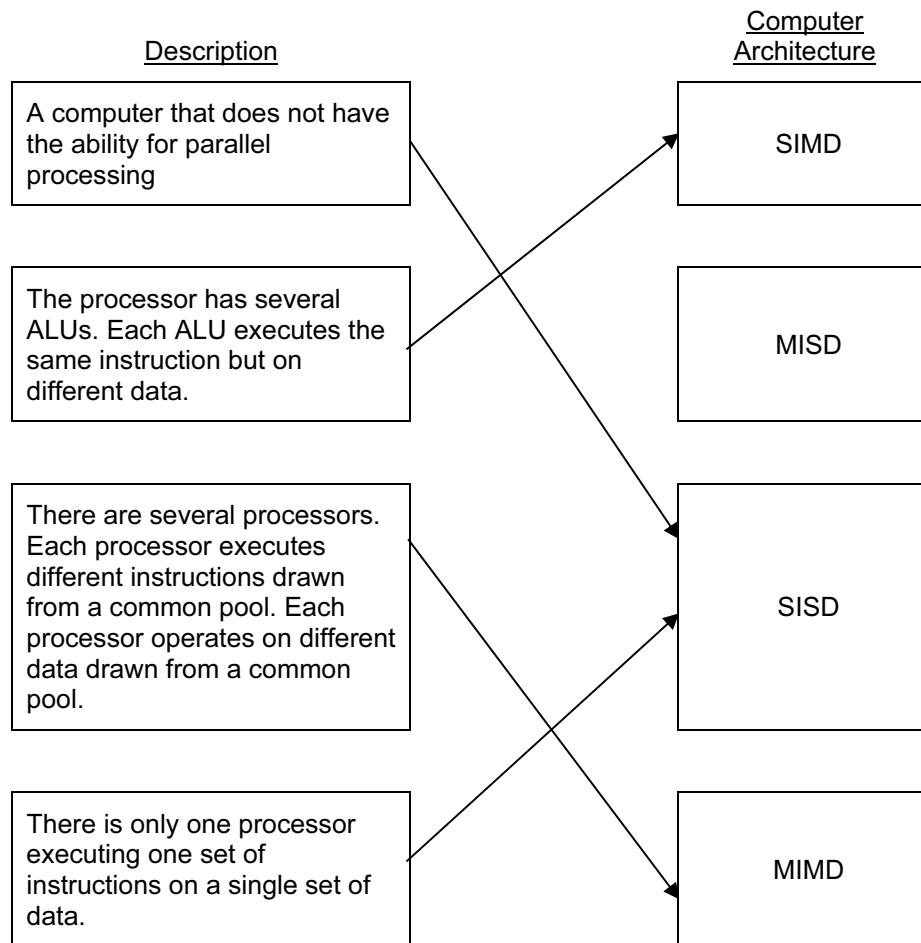 Description
Computer
Architecture
A computer that does not have
the ability for parallel
processing
SIMD
The processor has several
ALUs. Each ALU executes the
same instruction but on
different data.
MISD
There are several processors.
Each processor executes
different instructions drawn
from a common pool. Each
processor operates on different
data drawn from a common
pool.
SISD
There is only one processor
executing one set of
instructions on a single set of
data.
MIMD